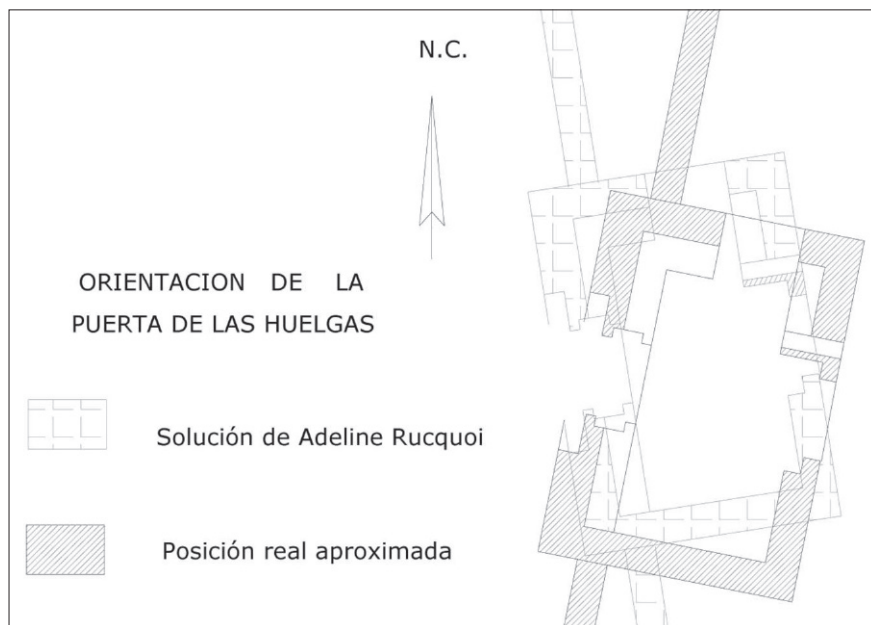 N.C.
ORIENTACION DE LA
PUERTA DE LAS HUELGAS
Solución de Adeline Rucquoi
Posición real aproximada